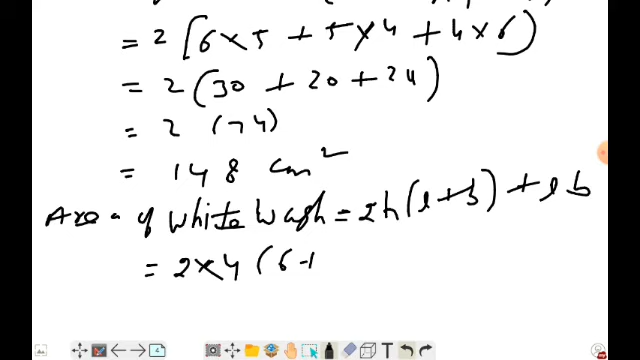 = 2 [6 × 5 + 5 × 4 + 4 × 6]
= 2 (30 + 20 + 24)
= 2 (74)
= 148 cm²
Area of white wash = 2h(l + b) + l b
= 2 × 4 ( 6 +
4
T